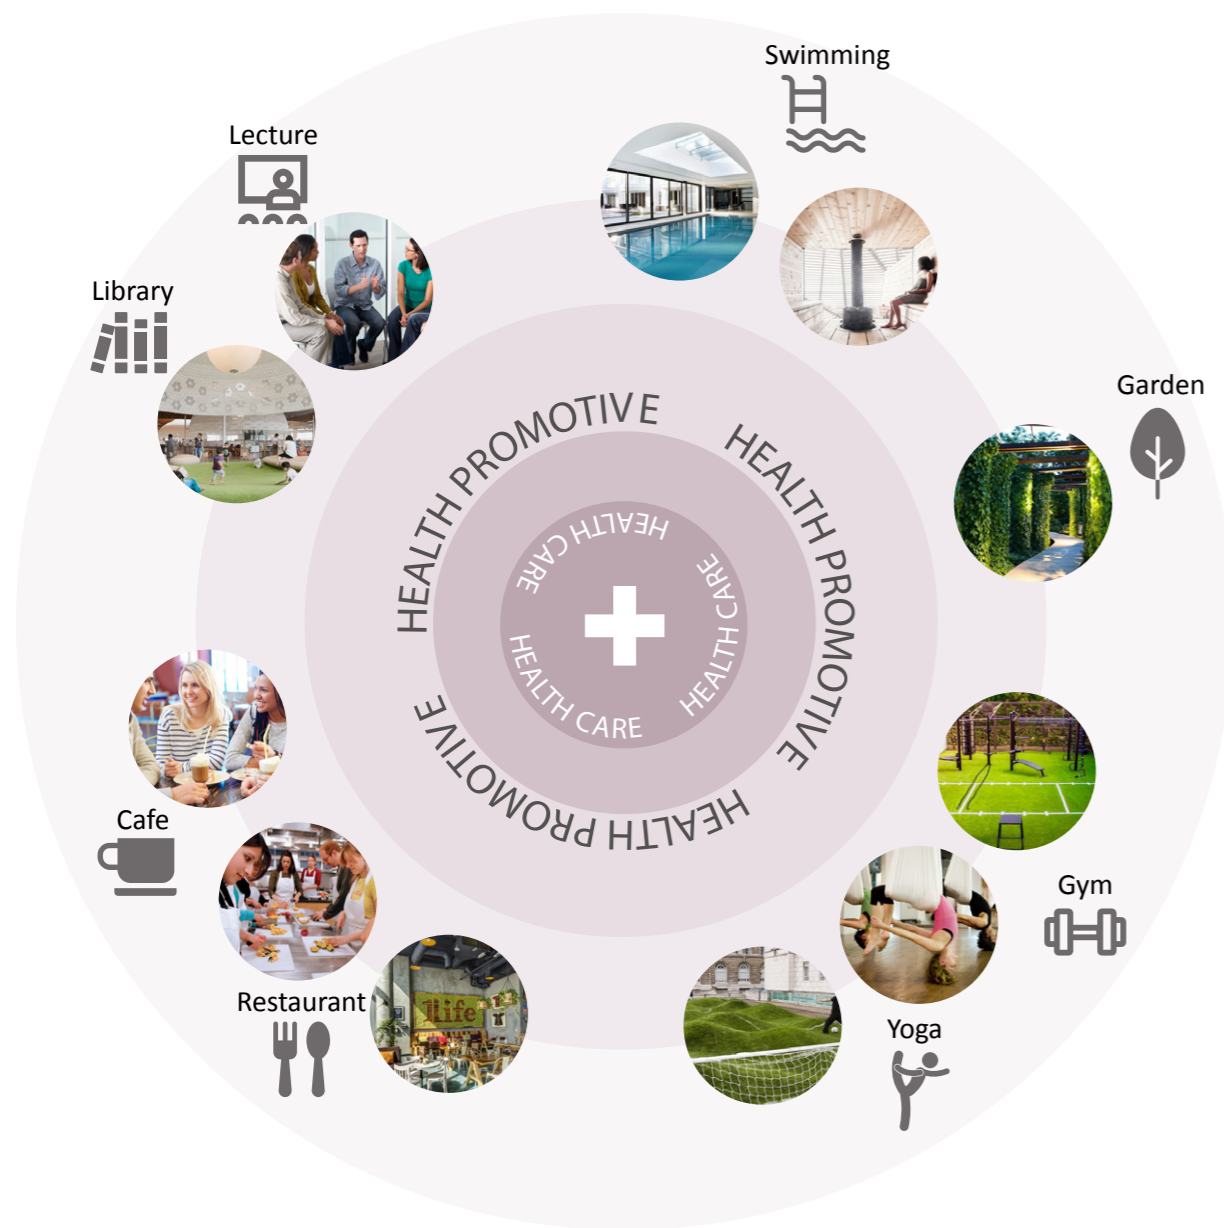 Swimming
Lecture
Library
Garden
HEALTH PROMOTIVE
HEALTH PROMOTIVE
HEALTH PROMOTIVE
HEALTH CARE
HEALTH CARE
HEALTH CARE
Cafe
Gym
Restaurant
life
Yoga